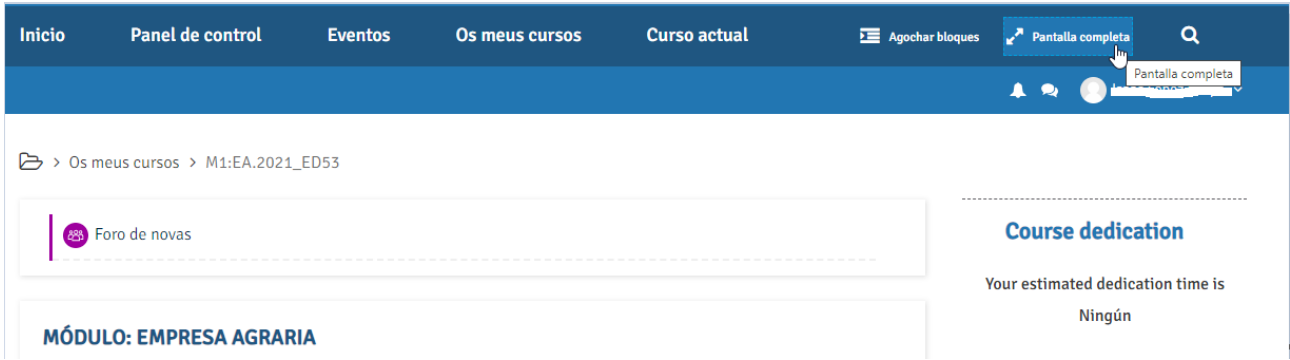 Inicio Panel de control Eventos Os meus cursos Curso actual Agochar bloques Pantalla completa
Pantalla completa
> Os meus cursos > M1:EA.2021_ED53
Foro de novas
Course dedication
Your estimated dedication time is
Ningún
MÓDULO: EMPRESA AGRARIA